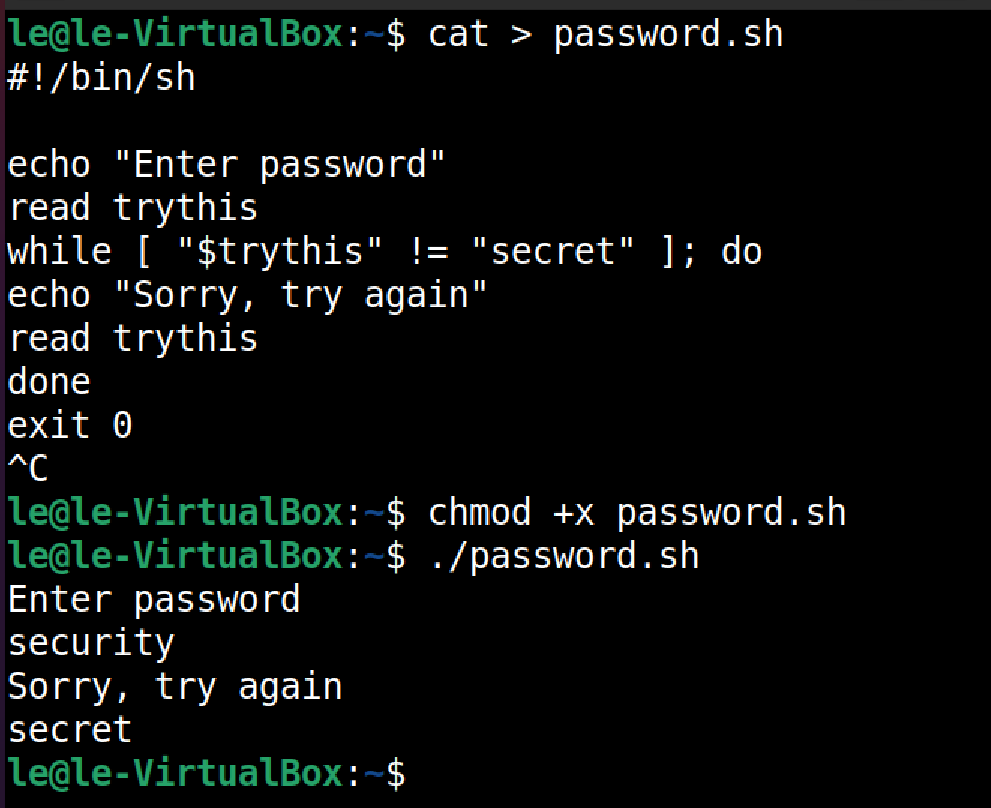 le@le-VirtualBox:~$ cat > password.sh
#!/bin/sh

echo "Enter password"
read trythis
while [ "$trythis" != "secret" ]; do
echo "Sorry, try again"
read trythis
done
exit 0
^C
le@le-VirtualBox:~$ chmod +x password.sh
le@le-VirtualBox:~$ ./password.sh
Enter password
security
Sorry, try again
secret
le@le-VirtualBox:~$